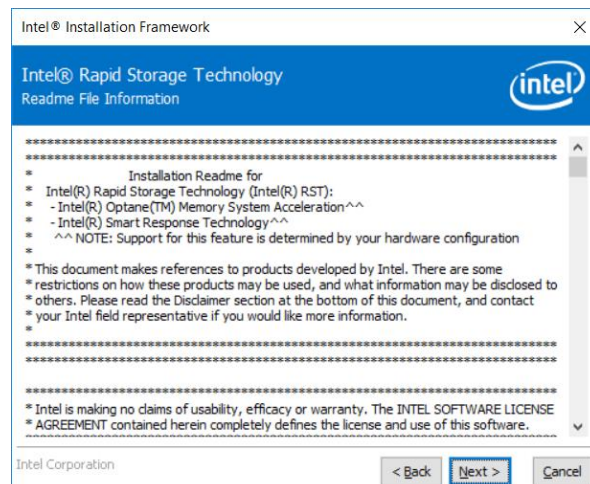 Intel® Installation Framework
Intel® Rapid Storage Technology
Readme File Information
intel
******************************************************************************
******************************************************************************
* Installation Readme for
* Intel(R) Rapid Storage Technology (Intel(R) RST):
* - Intel(R) Optane(TM) Memory System Acceleration^^
* - Intel(R) Smart Response Technology^^
* ^^ NOTE: Support for this feature is determined by your hardware configuration
*
* This document makes references to products developed by Intel. There are some
* restrictions on how these products may be used, and what information may be disclosed to
* others. Please read the Disclaimer section at the bottom of this document, and contact
* your Intel field representative if you would like more information.
*
******************************************************************************
******************************************************************************
******************************************************************************
* Intel is making no claims of usability, efficacy or warranty. The INTEL SOFTWARE LICENSE
* AGREEMENT contained herein completely defines the license and use of this software.
Intel Corporation
< Back
Next >
Cancel